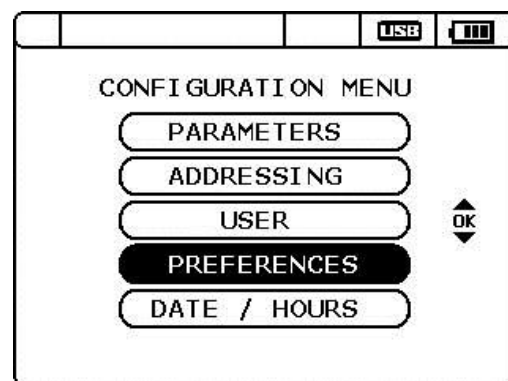 USB
CONFIGURATION MENU
PARAMETERS
ADDRESSING
USER
OK
PREFERENCES
DATE / HOURS